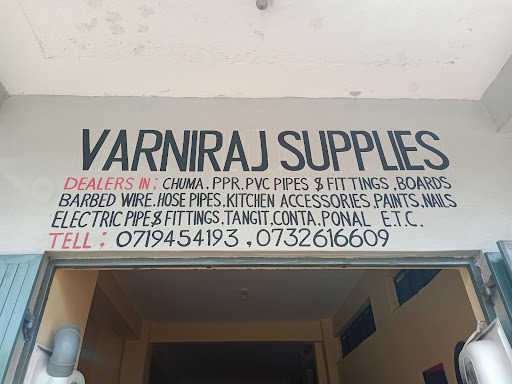 VARNIRAJ SUPPLIES
DEALERS IN: CHUMA. PPR. PVC PIPES & FITTINGS, BOARDS
BARBED WIRE. HOSE PIPES. KITCHEN ACCESSORIES, PAINTS. NAILS
ELECTRIC PIPE& FITTINGS, TANGIT, CONTA. PONAL E.T.C.
TELL: 0719454193, 0732616609